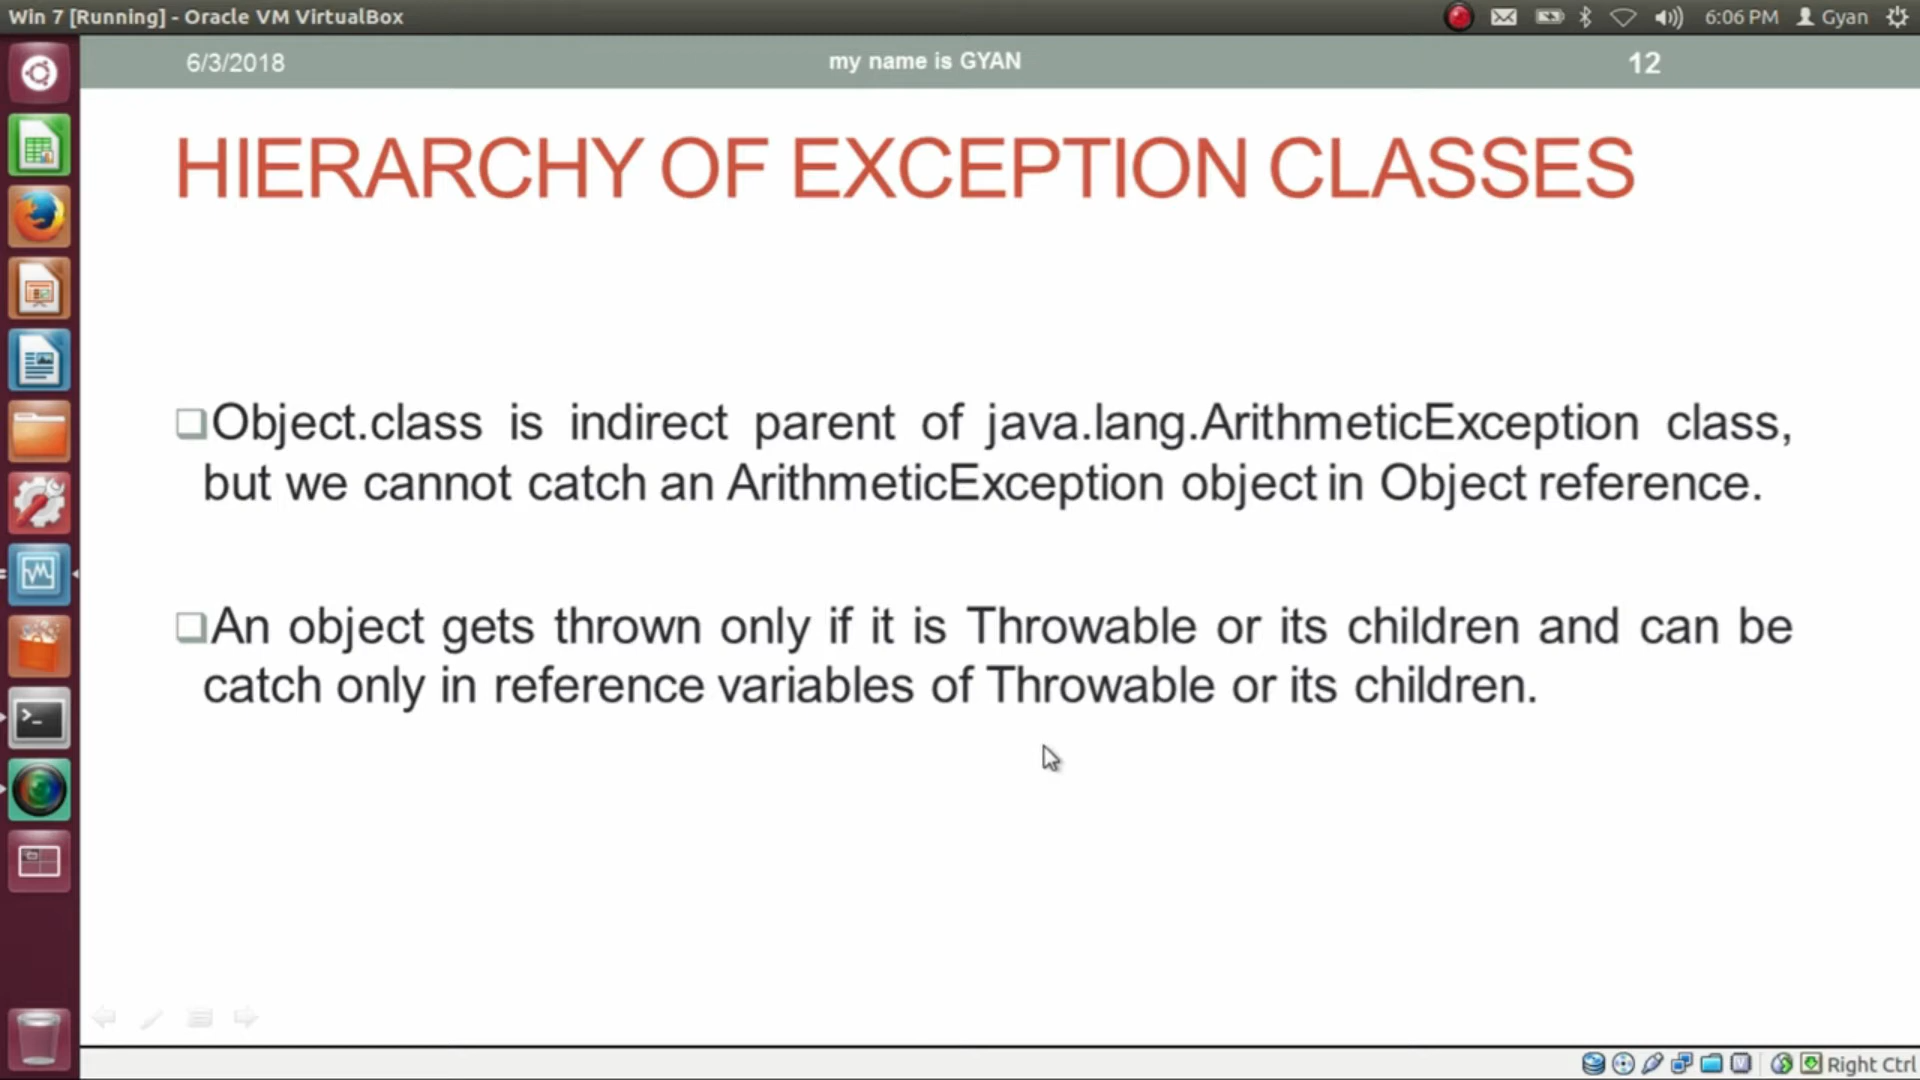 Win 7 [Running] - Oracle VM VirtualBox
6:06 PM
Gyan
6/3/2018
my name is GYAN
12
HIERARCHY OF EXCEPTION CLASSES
Object.class is indirect parent of java.lang.ArithmeticException class,
but we cannot catch an ArithmeticException object in Object reference.
An object gets thrown only if it is Throwable or its children and can be
catch only in reference variables of Throwable or its children.
Right Ctrl